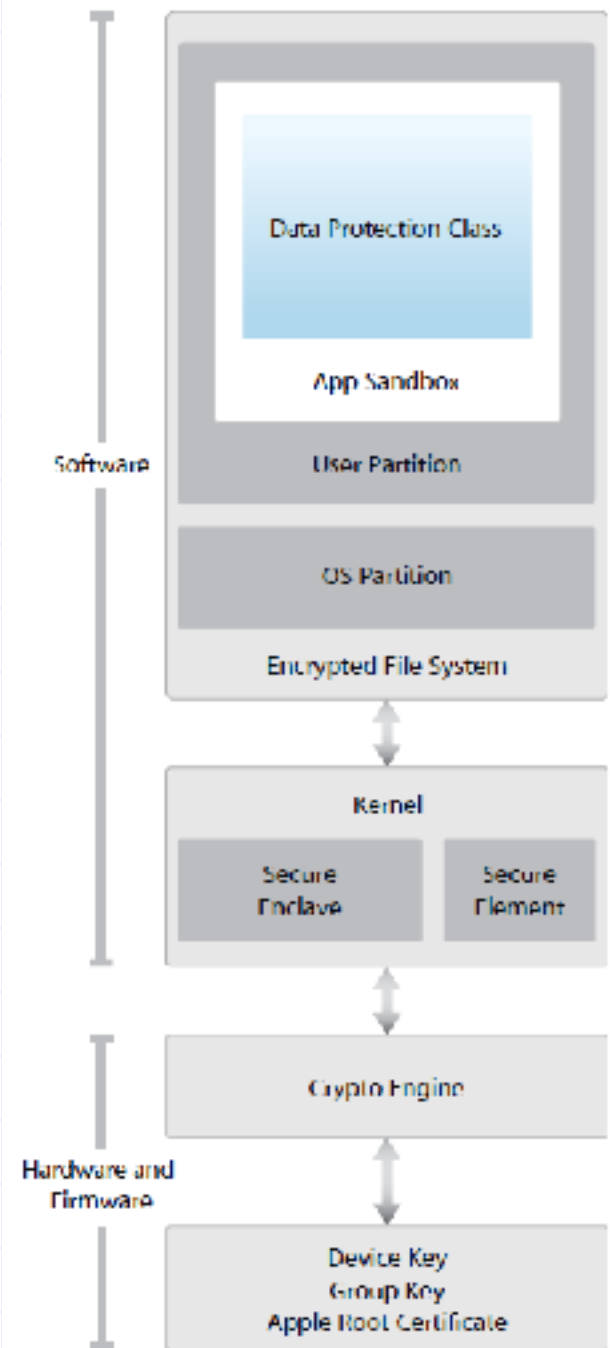 Data Protection Class
App Sandbox
Software
User Partition
OS Partition
Encrypted File System
Kernel
Secure
Enclave
Secure
Element
Crypto Engine
Hardware and
Firmware
Device Key
Group Key
Apple Root Certificate